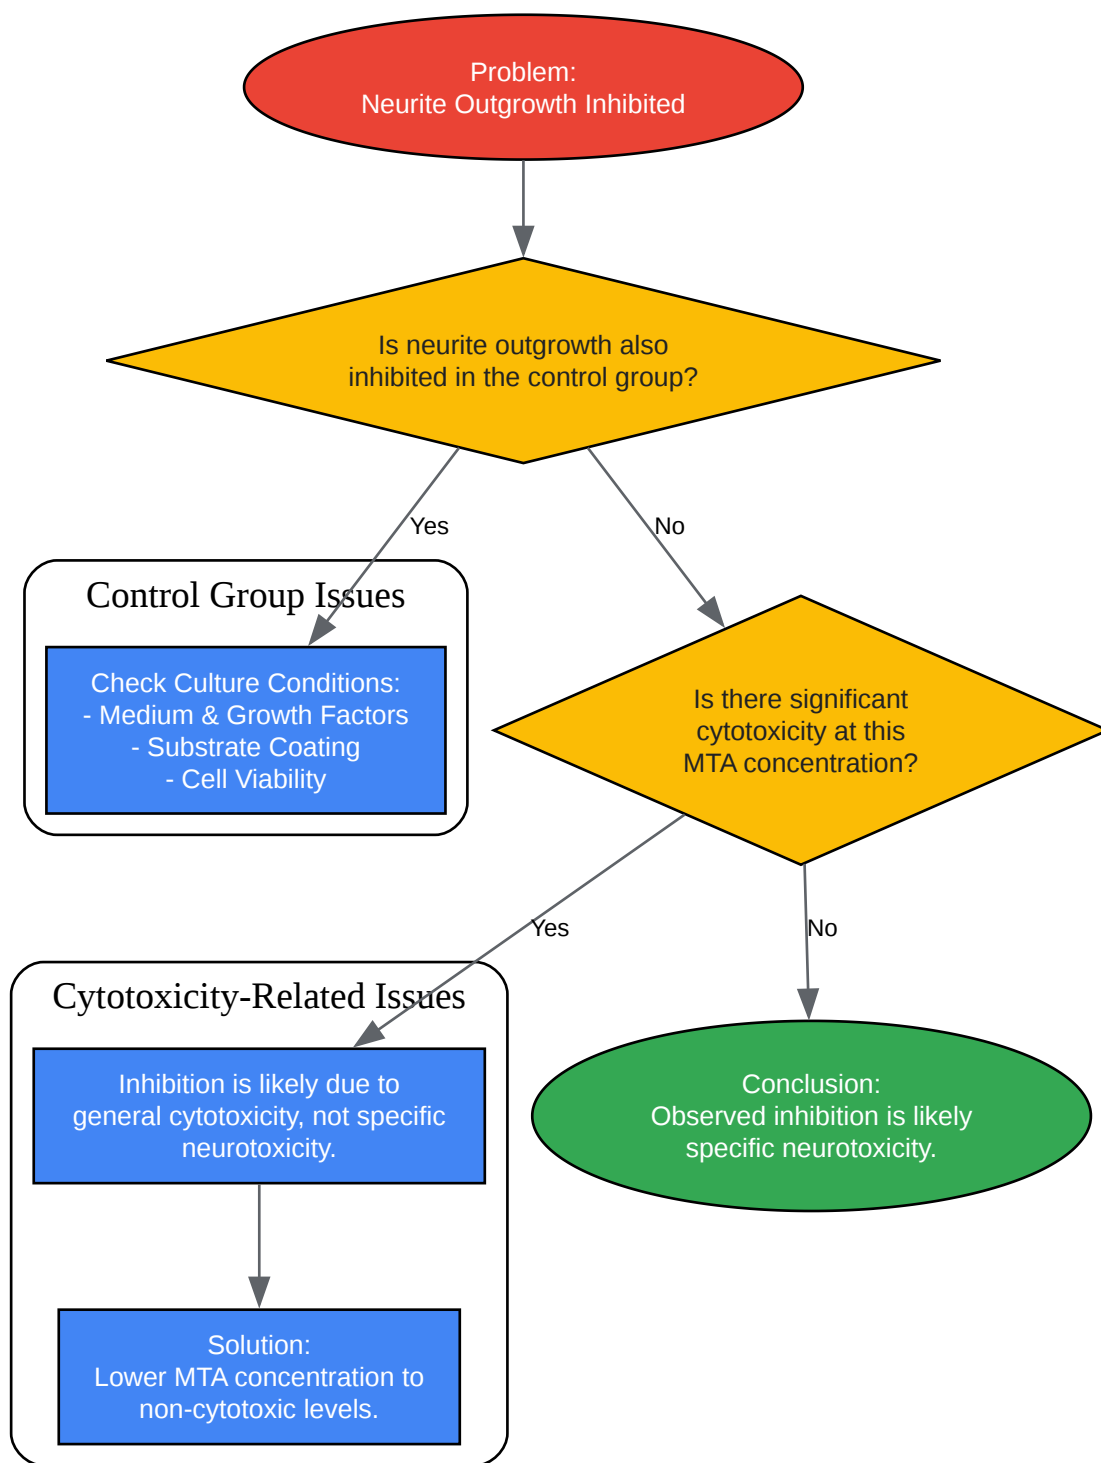 Problem:
Neurite Outgrowth Inhibited
Is neurite outgrowth also
inhibited in the control group?
Yes
No
Control Group Issues
Check Culture Conditions:
- Medium & Growth Factors
- Substrate Coating
- Cell Viability
Is there significant
cytotoxicity at this
MTA concentration?
Yes
No
Cytotoxicity-Related Issues
Inhibition is likely due to
general cytotoxicity, not specific
neurotoxicity.
Conclusion:
Observed inhibition is likely
specific neurotoxicity.
Solution:
Lower MTA concentration to
non-cytotoxic levels.